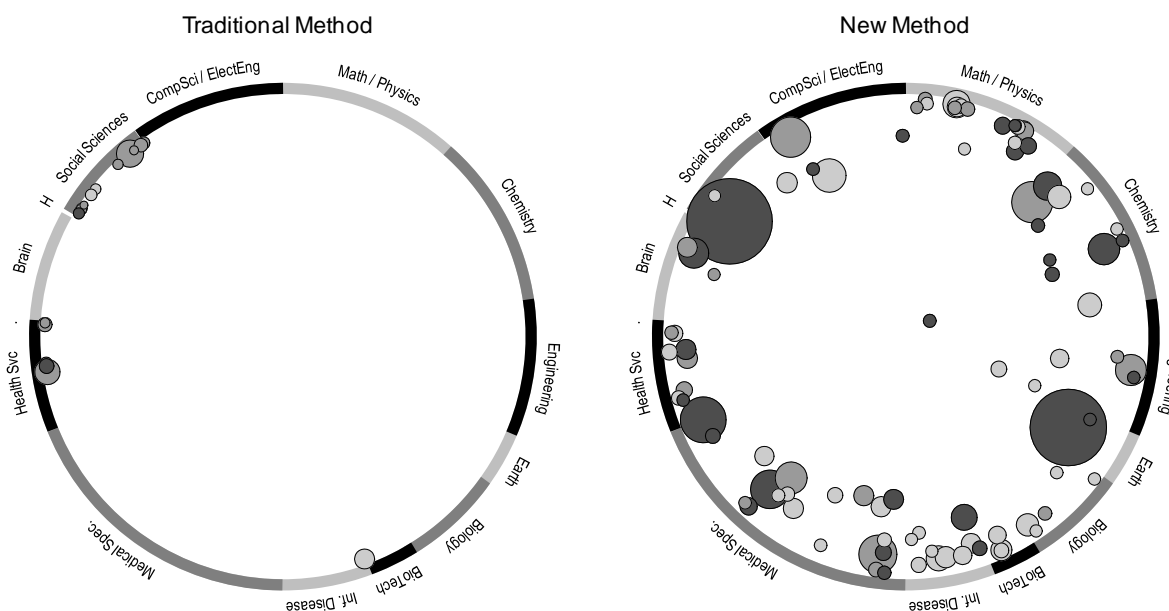 Traditional Method
New Method
CompSci / ElectEng
Math / Physics
Social Sciences
H
Chemistry
Brain
.
Health Svc
Engineering
Earth
Medical Spec.
Biology
BioTech
Inf. Disease
CompSci / ElectEng
Math / Physics
Social Sciences
H
Chemistry
Brain
.
Health Svc
Earth
Medical Spec.
Biology
BioTech
Inf. Disease